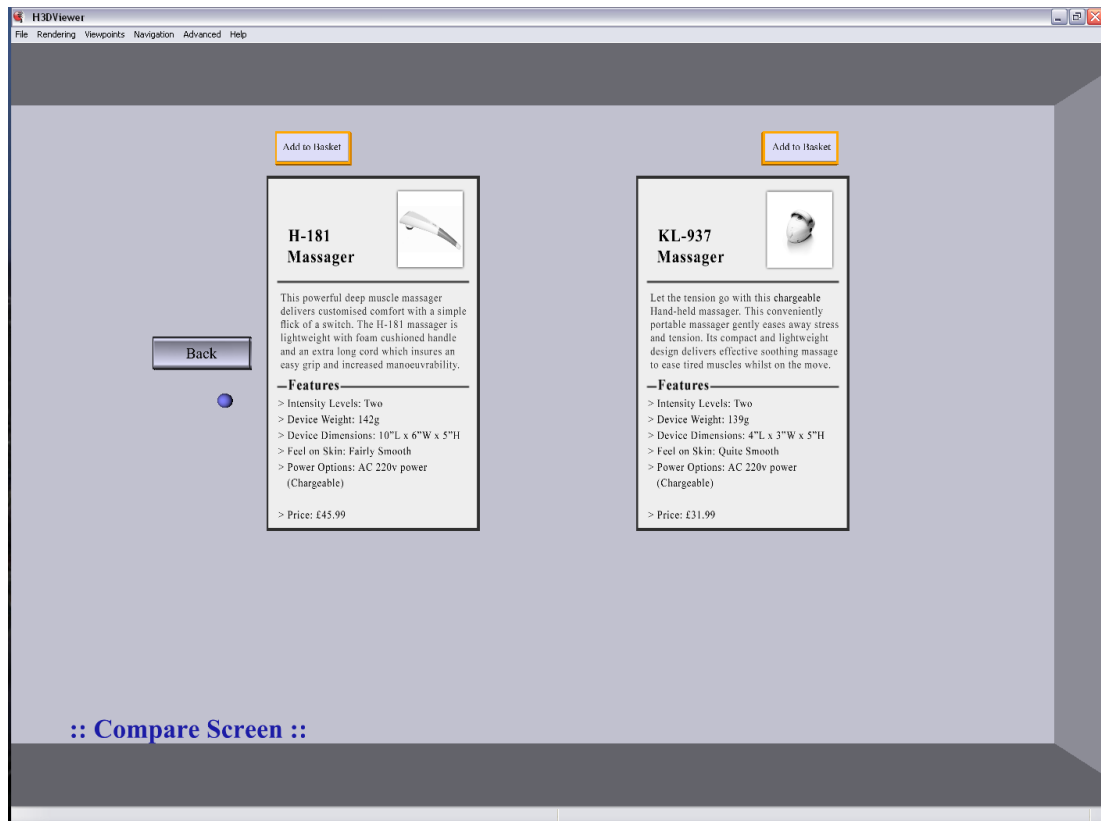 H3DViewer
File Rendering Viewpoints Navigation Advanced Help
Add to Basket
H-181
Massager
This powerful deep muscle massager
delivers customised comfort with a simple
flick of a switch. The H-181 massager is
lightweight with foam cushioned handle
and an extra long cord which insures an
easy grip and increased manoeuvrability.
Features
> Intensity Levels: Two
> Device Weight: 142g
> Device Dimensions: 10”L x 6”W x 5”H
> Feel on Skin: Fairly Smooth
> Power Options: AC 220v power
(Chargeable)
> Price: £45.99
Add to Basket
KL-937
Massager
Let the tension go with this chargeable
Hand-held massager. This conveniently
portable massager gently eases away stress
and tension. Its compact and lightweight
design delivers effective soothing massage
to ease tired muscles whilst on the move.
Features
> Intensity Levels: Two
> Device Weight: 139g
> Device Dimensions: 4”L x 3”W x 5”H
> Feel on Skin: Quite Smooth
> Power Options: AC 220v power
(Chargeable)
> Price: £31.99
Back
:: Compare Screen ::